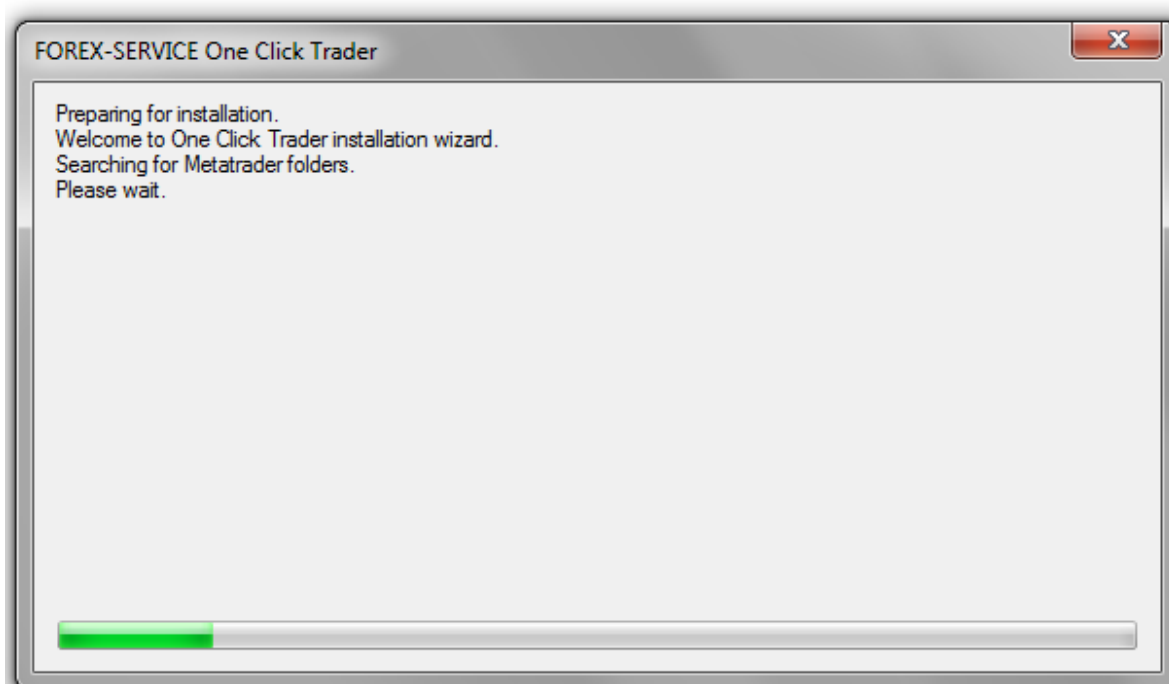 FOREX-SERVICE One Click Trader
Preparing for installation.
Welcome to One Click Trader installation wizard.
Searching for Metatrader folders.
Please wait.